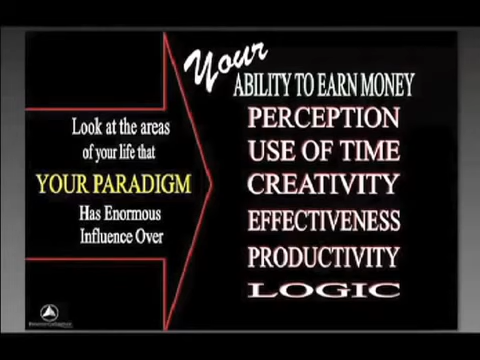 Look at the areas
of your life that
YOUR PARADIGM
Has Enormous
Influence Over
Your
ABILITY TO EARN MONEY
PERCEPTION
USE OF TIME
CREATIVITY
EFFECTIVENESS
PRODUCTIVITY
LOGIC